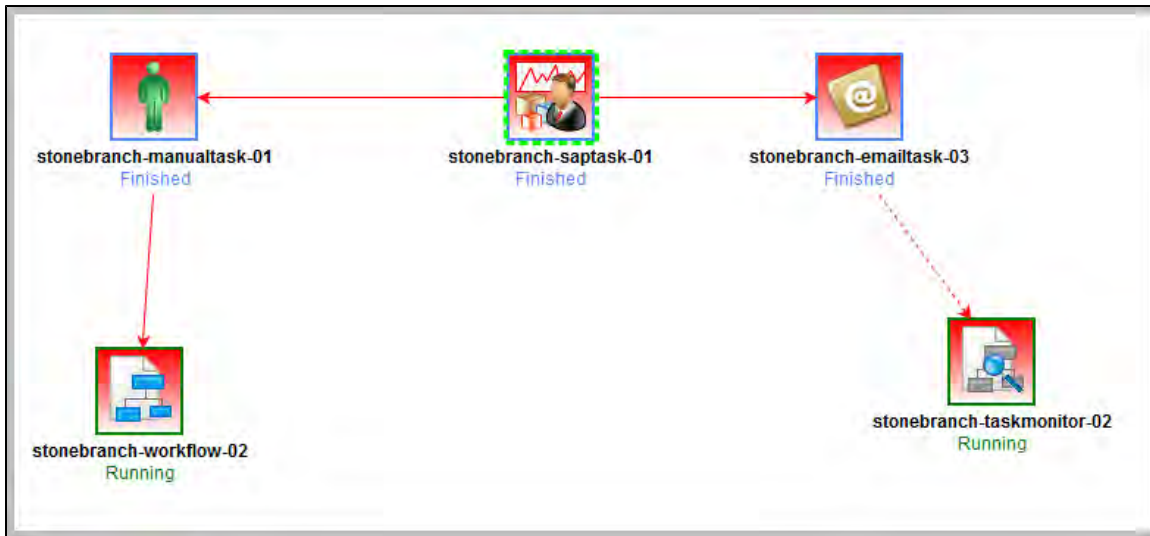 stonebranch-manualtask-01
Finished
stonebranch-saptask-01
Finished
@
stonebranch-emailtask-03
Finished
stonebranch-workflow-02
Running
stonebranch-taskmonitor-02
Running